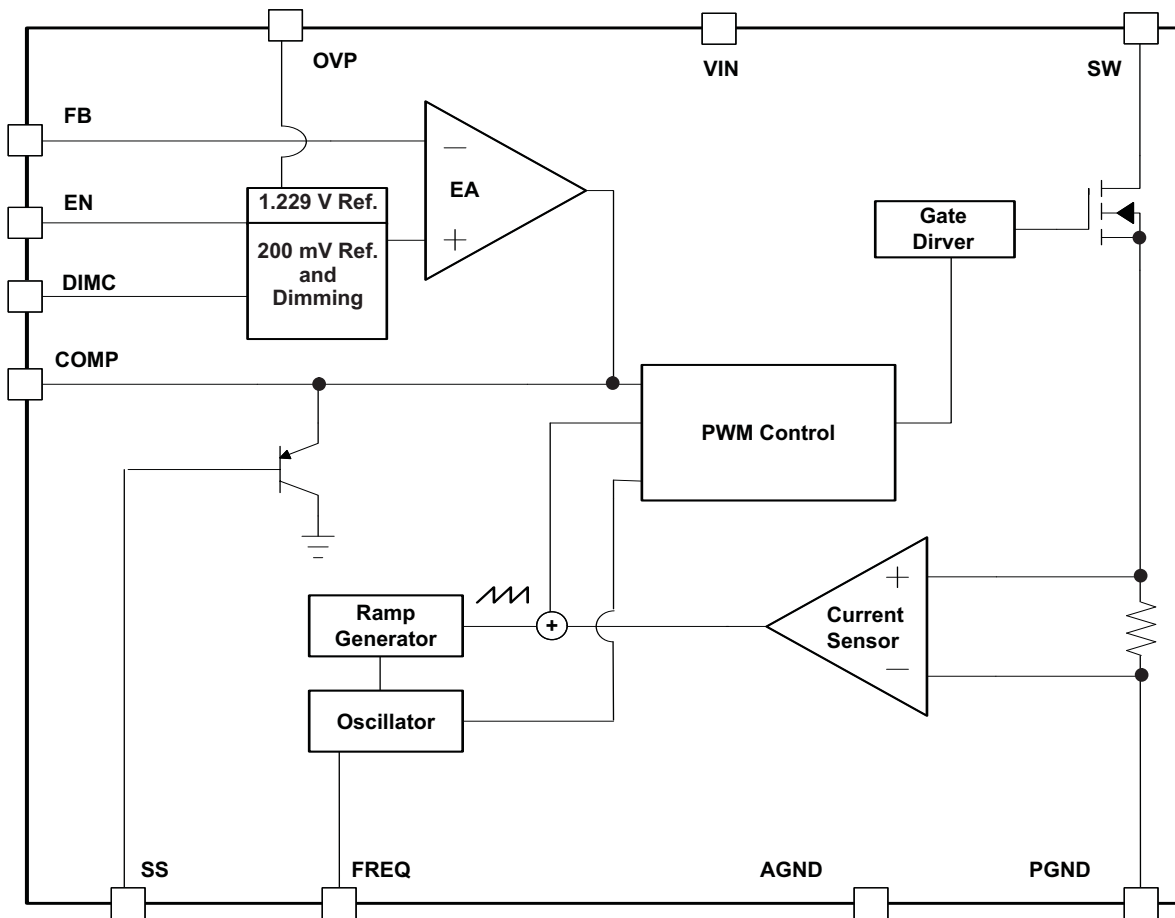 OVP
VIN
SW
FB
EN
DIMC
COMP
1.229 V Ref.
200 mV Ref.
and
Dimming
−
EA
+
Gate
Dirver
PWM Control
Ramp
Generator
+
Oscillator
+
Current
Sensor
−
SS
FREQ
AGND
PGND